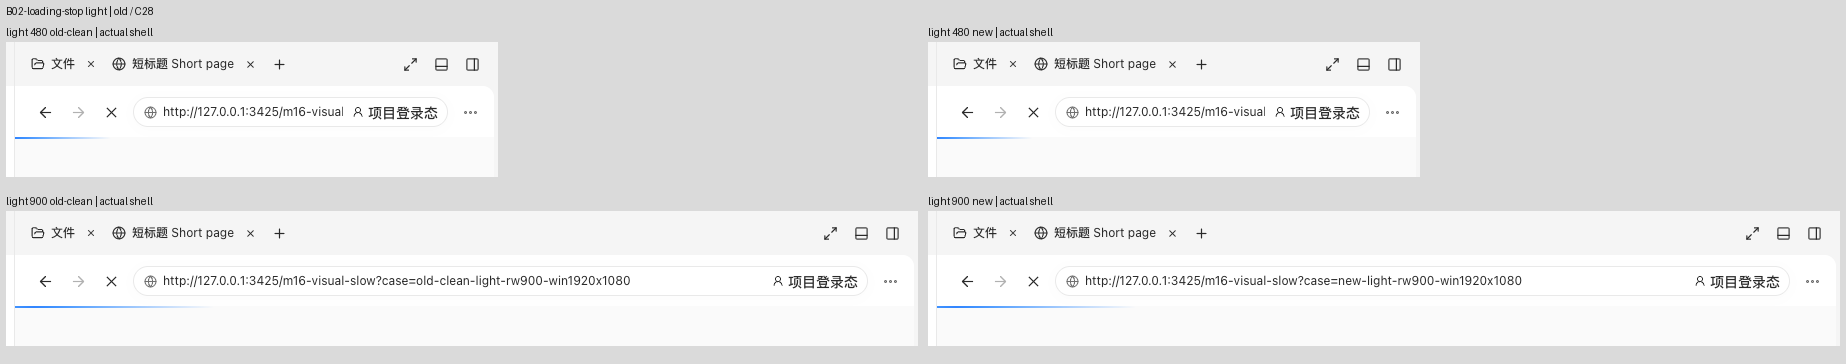 B02-loading-stop light | old / C28
light 480 old-clean | actual shell
文件 × 短标题 Short page × +
http://127.0.0.1:3425/m16-visual 项目登录态
light 480 new | actual shell
文件 × 短标题 Short page × +
http://127.0.0.1:3425/m16-visual 项目登录态
light 900 old-clean | actual shell
文件 × 短标题 Short page × +
http://127.0.0.1:3425/m16-visual-slow?case=old-clean-light-rw900-win1920x1080 项目登录态
light 900 new | actual shell
文件 × 短标题 Short page × +
http://127.0.0.1:3425/m16-visual-slow?case=new-light-rw900-win1920x1080 项目登录态